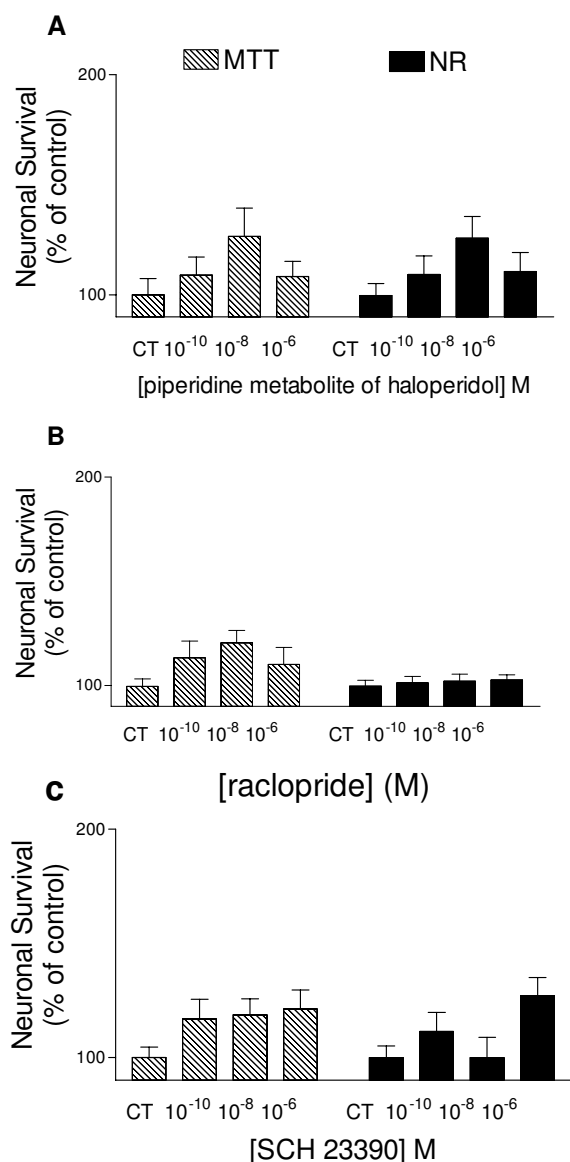 A
MTT NR
200
Neuronal Survival
(% of control)
100
CT 10⁻¹⁰ 10⁻⁸ 10⁻⁶ CT 10⁻¹⁰ 10⁻⁸ 10⁻⁶
[piperidine metabolite of haloperidol] M
B
200
Neuronal Survival
(% of control)
100
CT 10⁻¹⁰ 10⁻⁸ 10⁻⁶ CT 10⁻¹⁰ 10⁻⁸ 10⁻⁶
[raclopride] (M)
C
200
Neuronal Survival
(% of control)
100
CT 10⁻¹⁰ 10⁻⁸ 10⁻⁶ CT 10⁻¹⁰ 10⁻⁸ 10⁻⁶
[SCH 23390] M